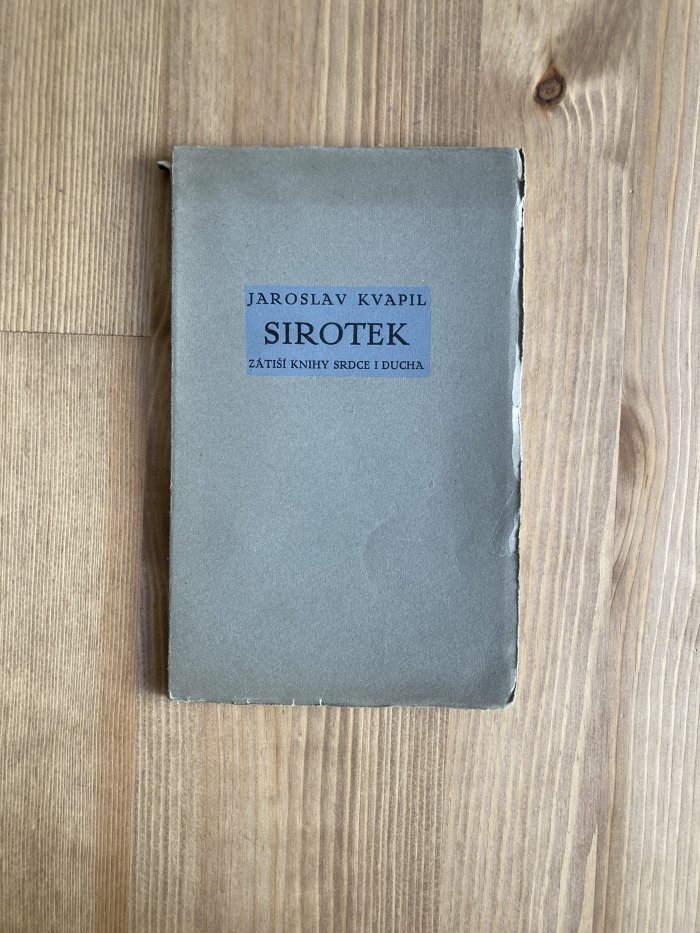 JAROSLAV KVAPIL
SIROTEK
ZÁTIŠÍ KNIHY SRDCE I DUCHA